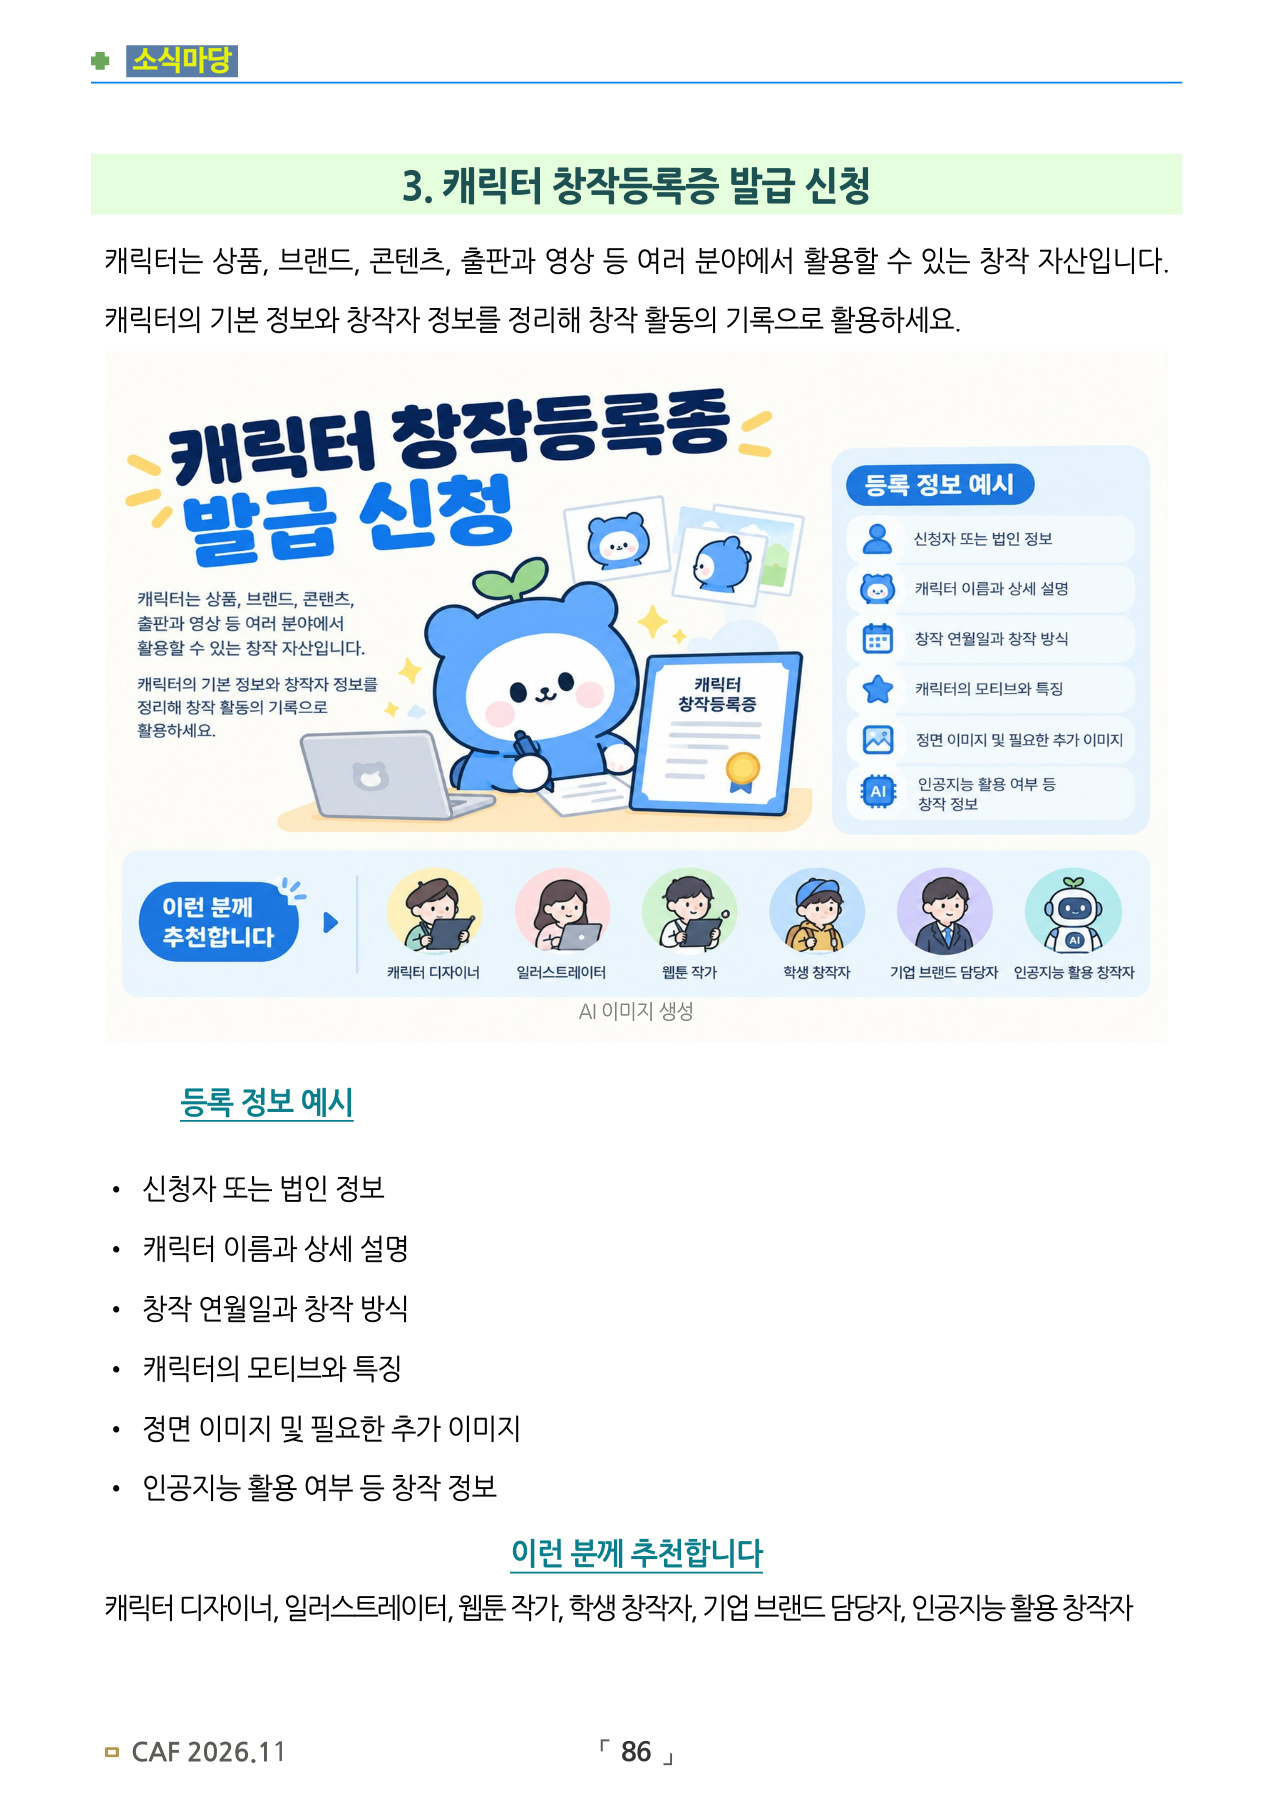 소식마당
3. 캐릭터 창작등록증 발급 신청
캐릭터는 상품, 브랜드, 콘텐츠, 출판과 영상 등 여러 분야에서 활용할 수 있는 창작 자산입니다.
캐릭터의 기본 정보와 창작자 정보를 정리해 창작 활동의 기록으로 활용하세요.
캐릭터 창작등록종
발급 신청
캐릭터는 상품, 브랜드, 콘랜츠,
출판과 영상 등 여러 분야에서
활용할 수 있는 창작 자산입니다.
캐릭터의 기본 정보와 창작자 정보를
정리해 창작 활동의 기록으로
활용하세요.
캐릭터
창작등록증
등록 정보 예시
신청자 또는 법인 정보
캐릭터 이름과 상세 설명
창작 연월일과 창작 방식
캐릭터의 모티브와 특징
정면 이미지 및 필요한 추가 이미지
AI
인공지능 활용 여부 등
창작 정보
이런 분께
추천합니다
AI
캐릭터 디자이너
일러스트레이터
웹툰 작가
학생 창작자
기업 브랜드 담당자
인공지능 활용 창작자
AI 이미지 생성
등록 정보 예시
• 신청자 또는 법인 정보
• 캐릭터 이름과 상세 설명
• 창작 연월일과 창작 방식
• 캐릭터의 모티브와 특징
• 정면 이미지 및 필요한 추가 이미지
• 인공지능 활용 여부 등 창작 정보
이런 분께 추천합니다
캐릭터 디자이너, 일러스트레이터, 웹툰 작가, 학생 창작자, 기업 브랜드 담당자, 인공지능 활용 창작자
CAF 2026.11
「 86 」